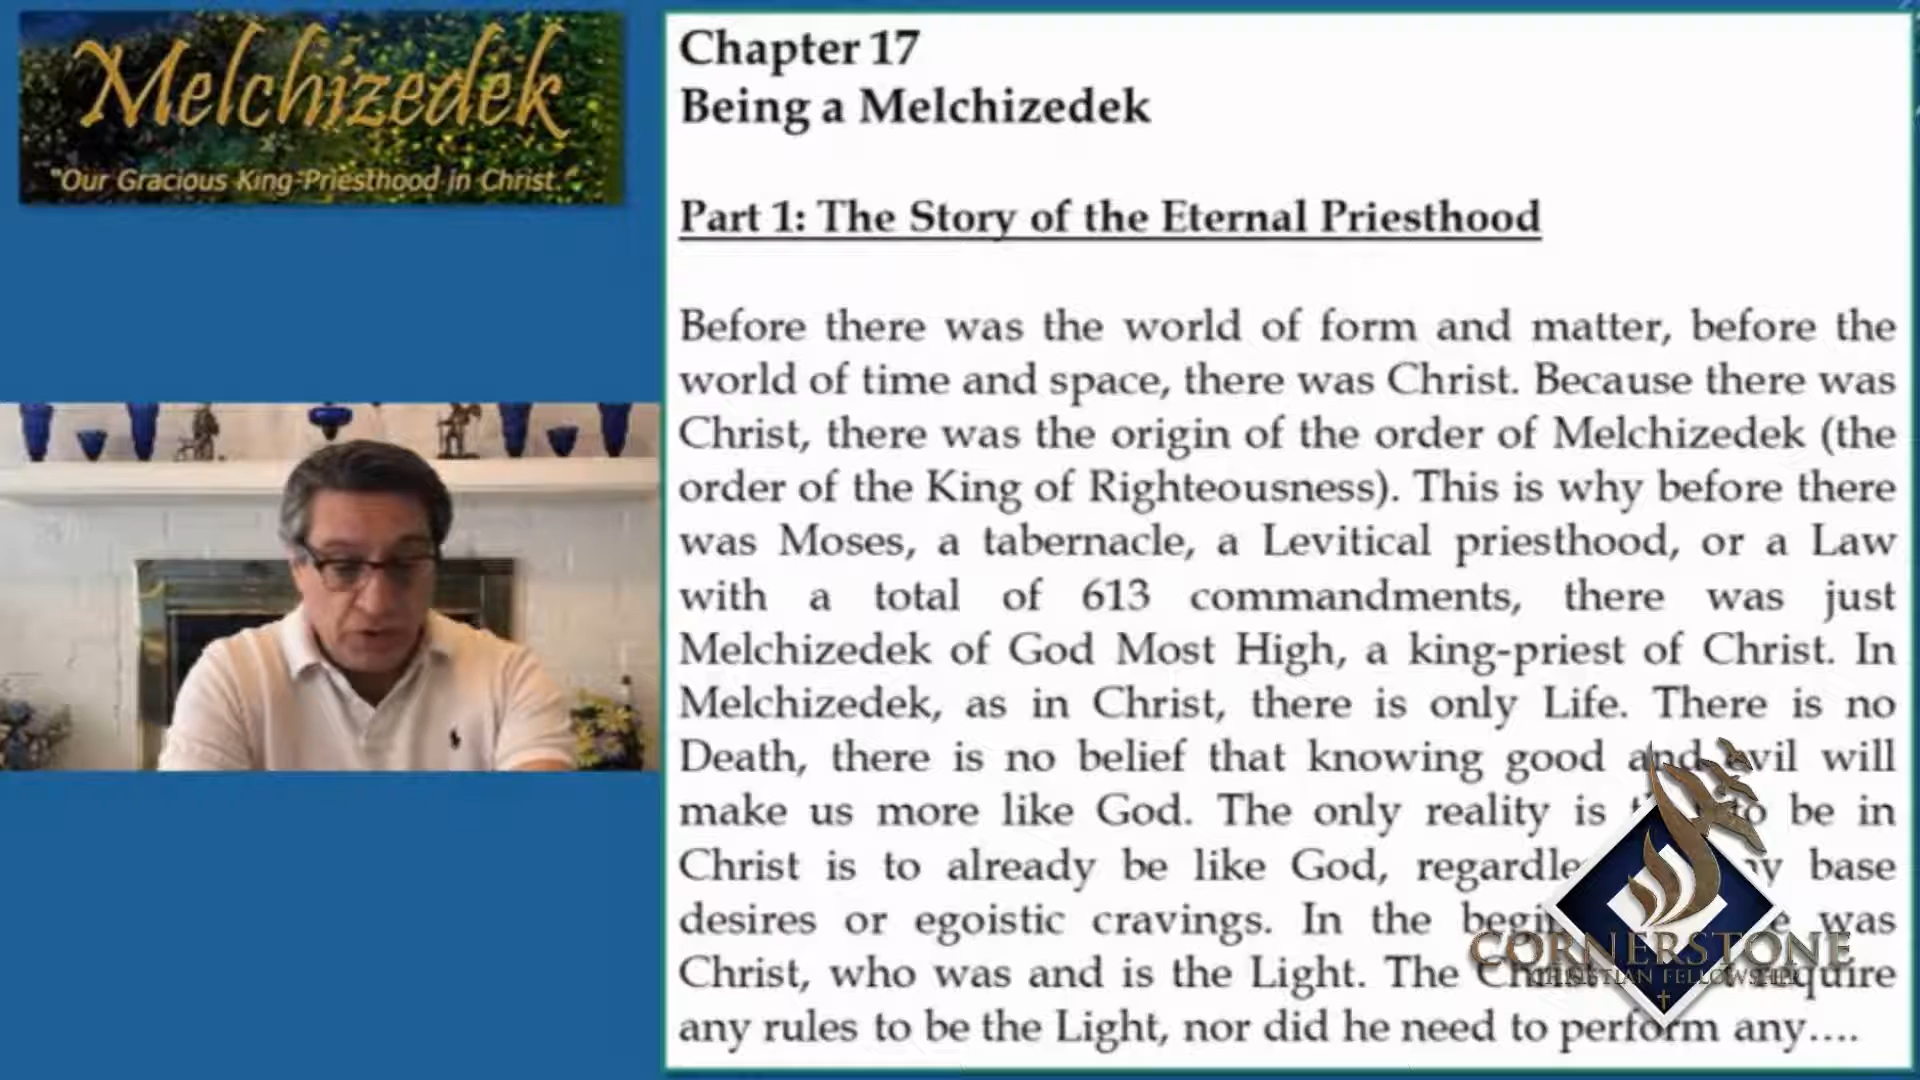 Melchizedek
"Our Gracious King-Priesthood in Christ."
Chapter 17
Being a Melchizedek
Part 1: The Story of the Eternal Priesthood
Before there was the world of form and matter, before the
world of time and space, there was Christ. Because there was
Christ, there was the origin of the order of Melchizedek (the
order of the King of Righteousness). This is why before there
was Moses, a tabernacle, a Levitical priesthood, or a Law
with a total of 613 commandments, there was just
Melchizedek of God Most High, a king-priest of Christ. In
Melchizedek, as in Christ, there is only Life. There is no
Death, there is no belief that knowing good and evil will
make us more like God. The only reality is to be in
Christ is to already be like God, regardless base
desires or egoistic cravings. In the was
Christ, who was and is the Light. The
any rules to be the Light, nor did he need to perform any....
CORNERSTONE
CHRISTIAN FELLOWSHIP